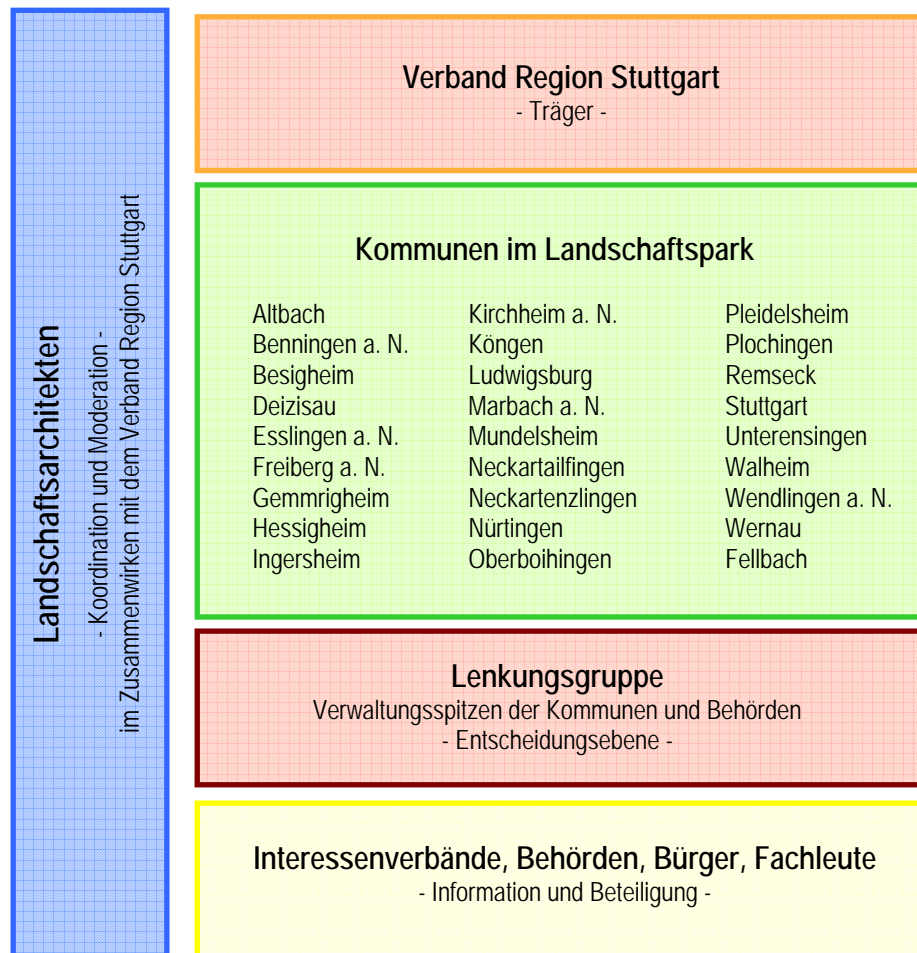 Landschaftsarchitekten
- Koordination und Moderation -
im Zusammenwirken mit dem Verband Region Stuttgart
Verband Region Stuttgart
- Träger -
Kommunen im Landschaftspark
Altbach
Benningen a. N.
Besigheim
Deizisau
Esslingen a. N.
Freiberg a. N.
Gemmrigheim
Hessigheim
Ingersheim
Kirchheim a. N.
Köngen
Ludwigsburg
Marbach a. N.
Mundelsheim
Neckartailfingen
Neckartenzlingen
Nürtingen
Oberboihingen
Pleidelsheim
Plochingen
Remseck
Stuttgart
Unterensingen
Walheim
Wendlingen a. N.
Wernau
Fellbach
Lenkungsgruppe
Verwaltungsspitzen der Kommunen und Behörden
- Entscheidungsebene -
Interessenverbände, Behörden, Bürger, Fachleute
- Information und Beteiligung -